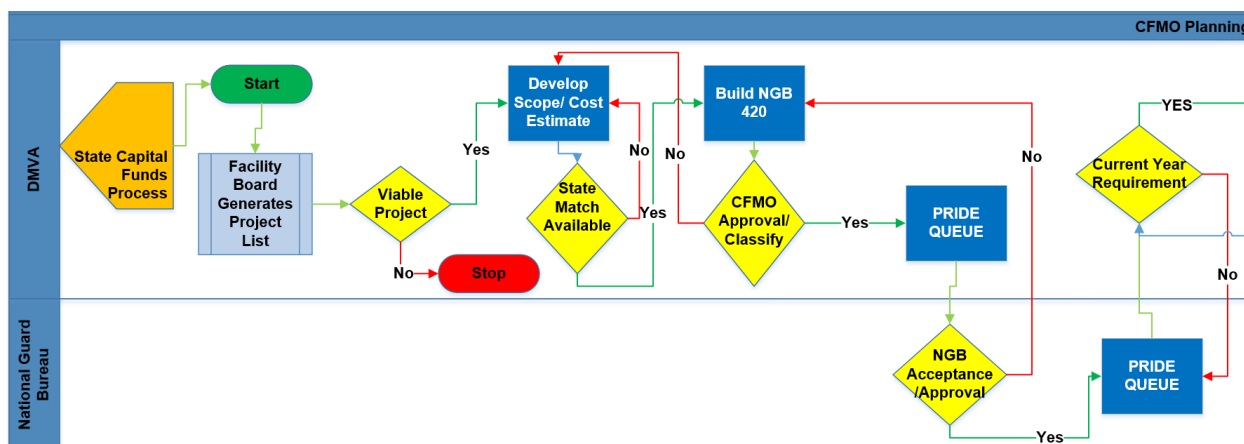 CFMO Planning
DMVA
State Capital
Funds
Process
Start
Facility
Board
Generates
Project
List
Viable
Project
Yes
No
Stop
Develop
Scope/ Cost
Estimate
No
State
Match
Available
Yes
No
Build NGB
420
CFMO
Approval/
Classify
Yes
PRIDE
QUEUE
No
YES
Current Year
Requirement
No
National Guard
Bureau
NGB
Acceptance
/Approval
Yes
PRIDE
QUEUE